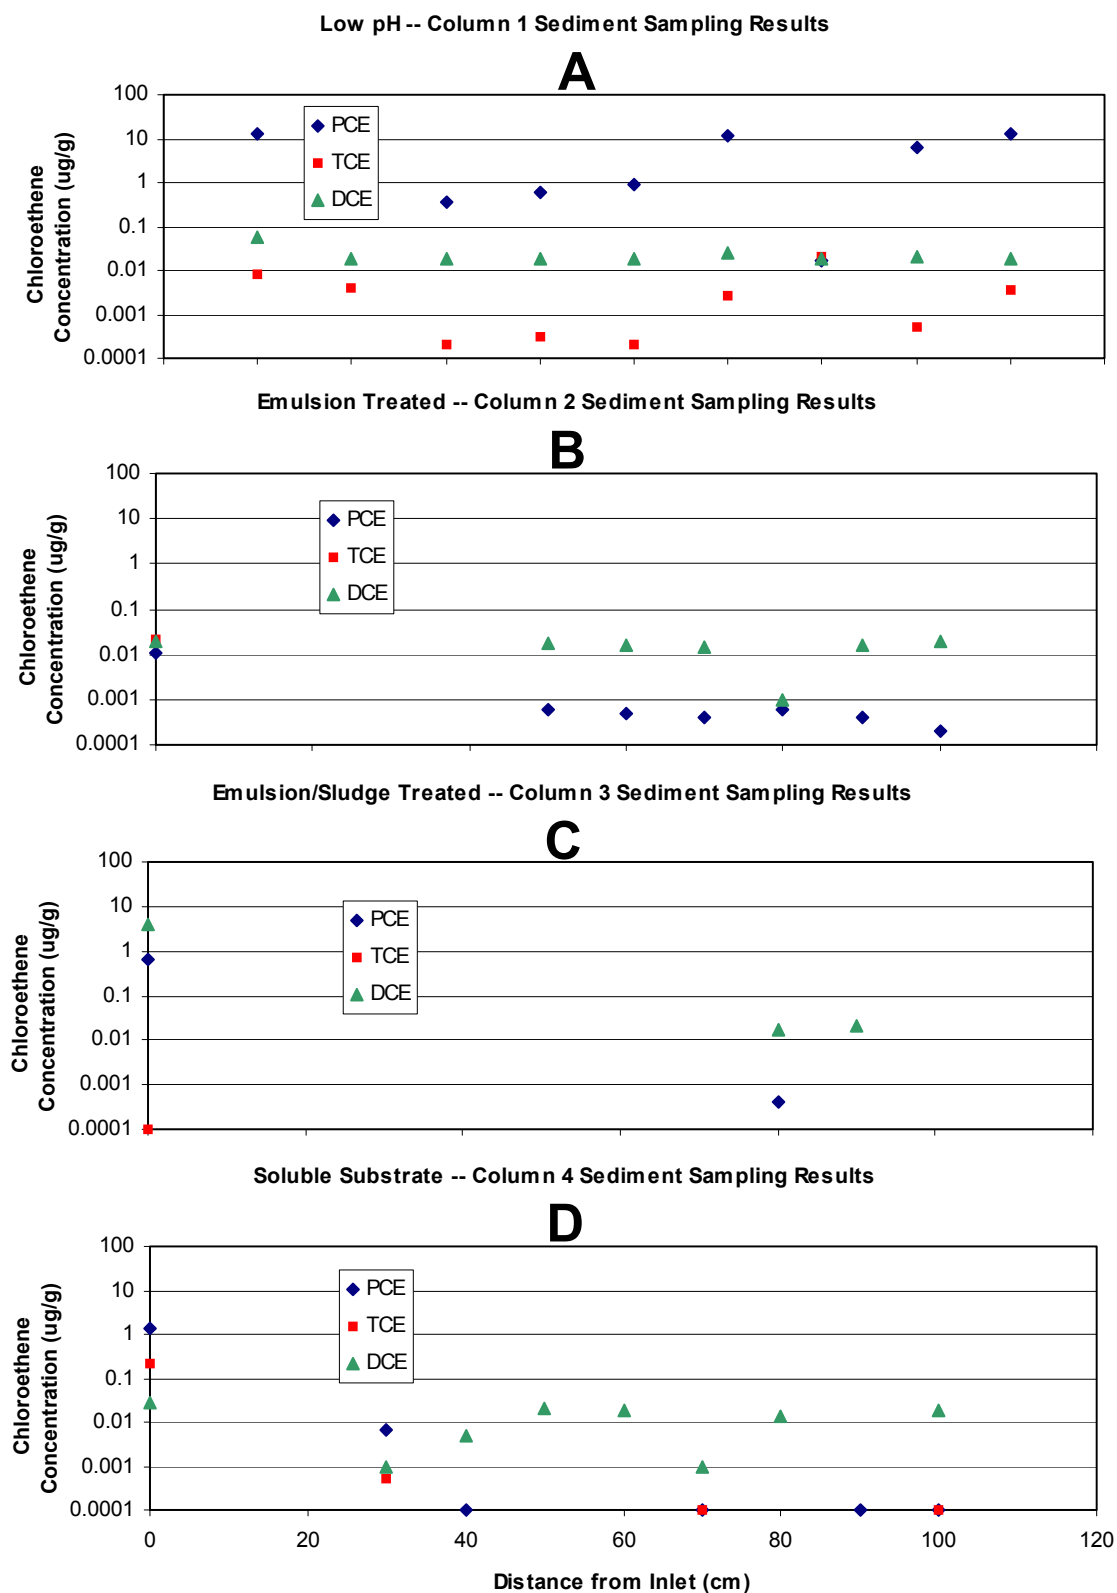 Low pH -- Column 1 Sediment Sampling Results
A
Chloroethene
Concentration (ug/g)
100
10
1
0.1
0.01
0.001
0.0001
PCE
TCE
DCE
Emulsion Treated -- Column 2 Sediment Sampling Results
B
Chloroethene
Concentration (ug/g)
100
10
1
0.1
0.01
0.001
0.0001
PCE
TCE
DCE
Emulsion/Sludge Treated -- Column 3 Sediment Sampling Results
C
Chloroethene
Concentration (ug/g)
100
10
1
0.1
0.01
0.001
0.0001
PCE
TCE
DCE
Soluble Substrate -- Column 4 Sediment Sampling Results
D
Chloroethene
Concentration (ug/g)
100
10
1
0.1
0.01
0.001
0.0001
PCE
TCE
DCE
0 20 40 60 80 100 120
Distance from Inlet (cm)